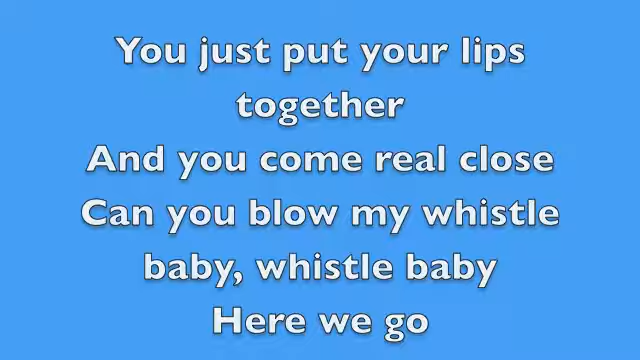 You just put your lips
together
And you come real close
Can you blow my whistle
baby, whistle baby
Here we go